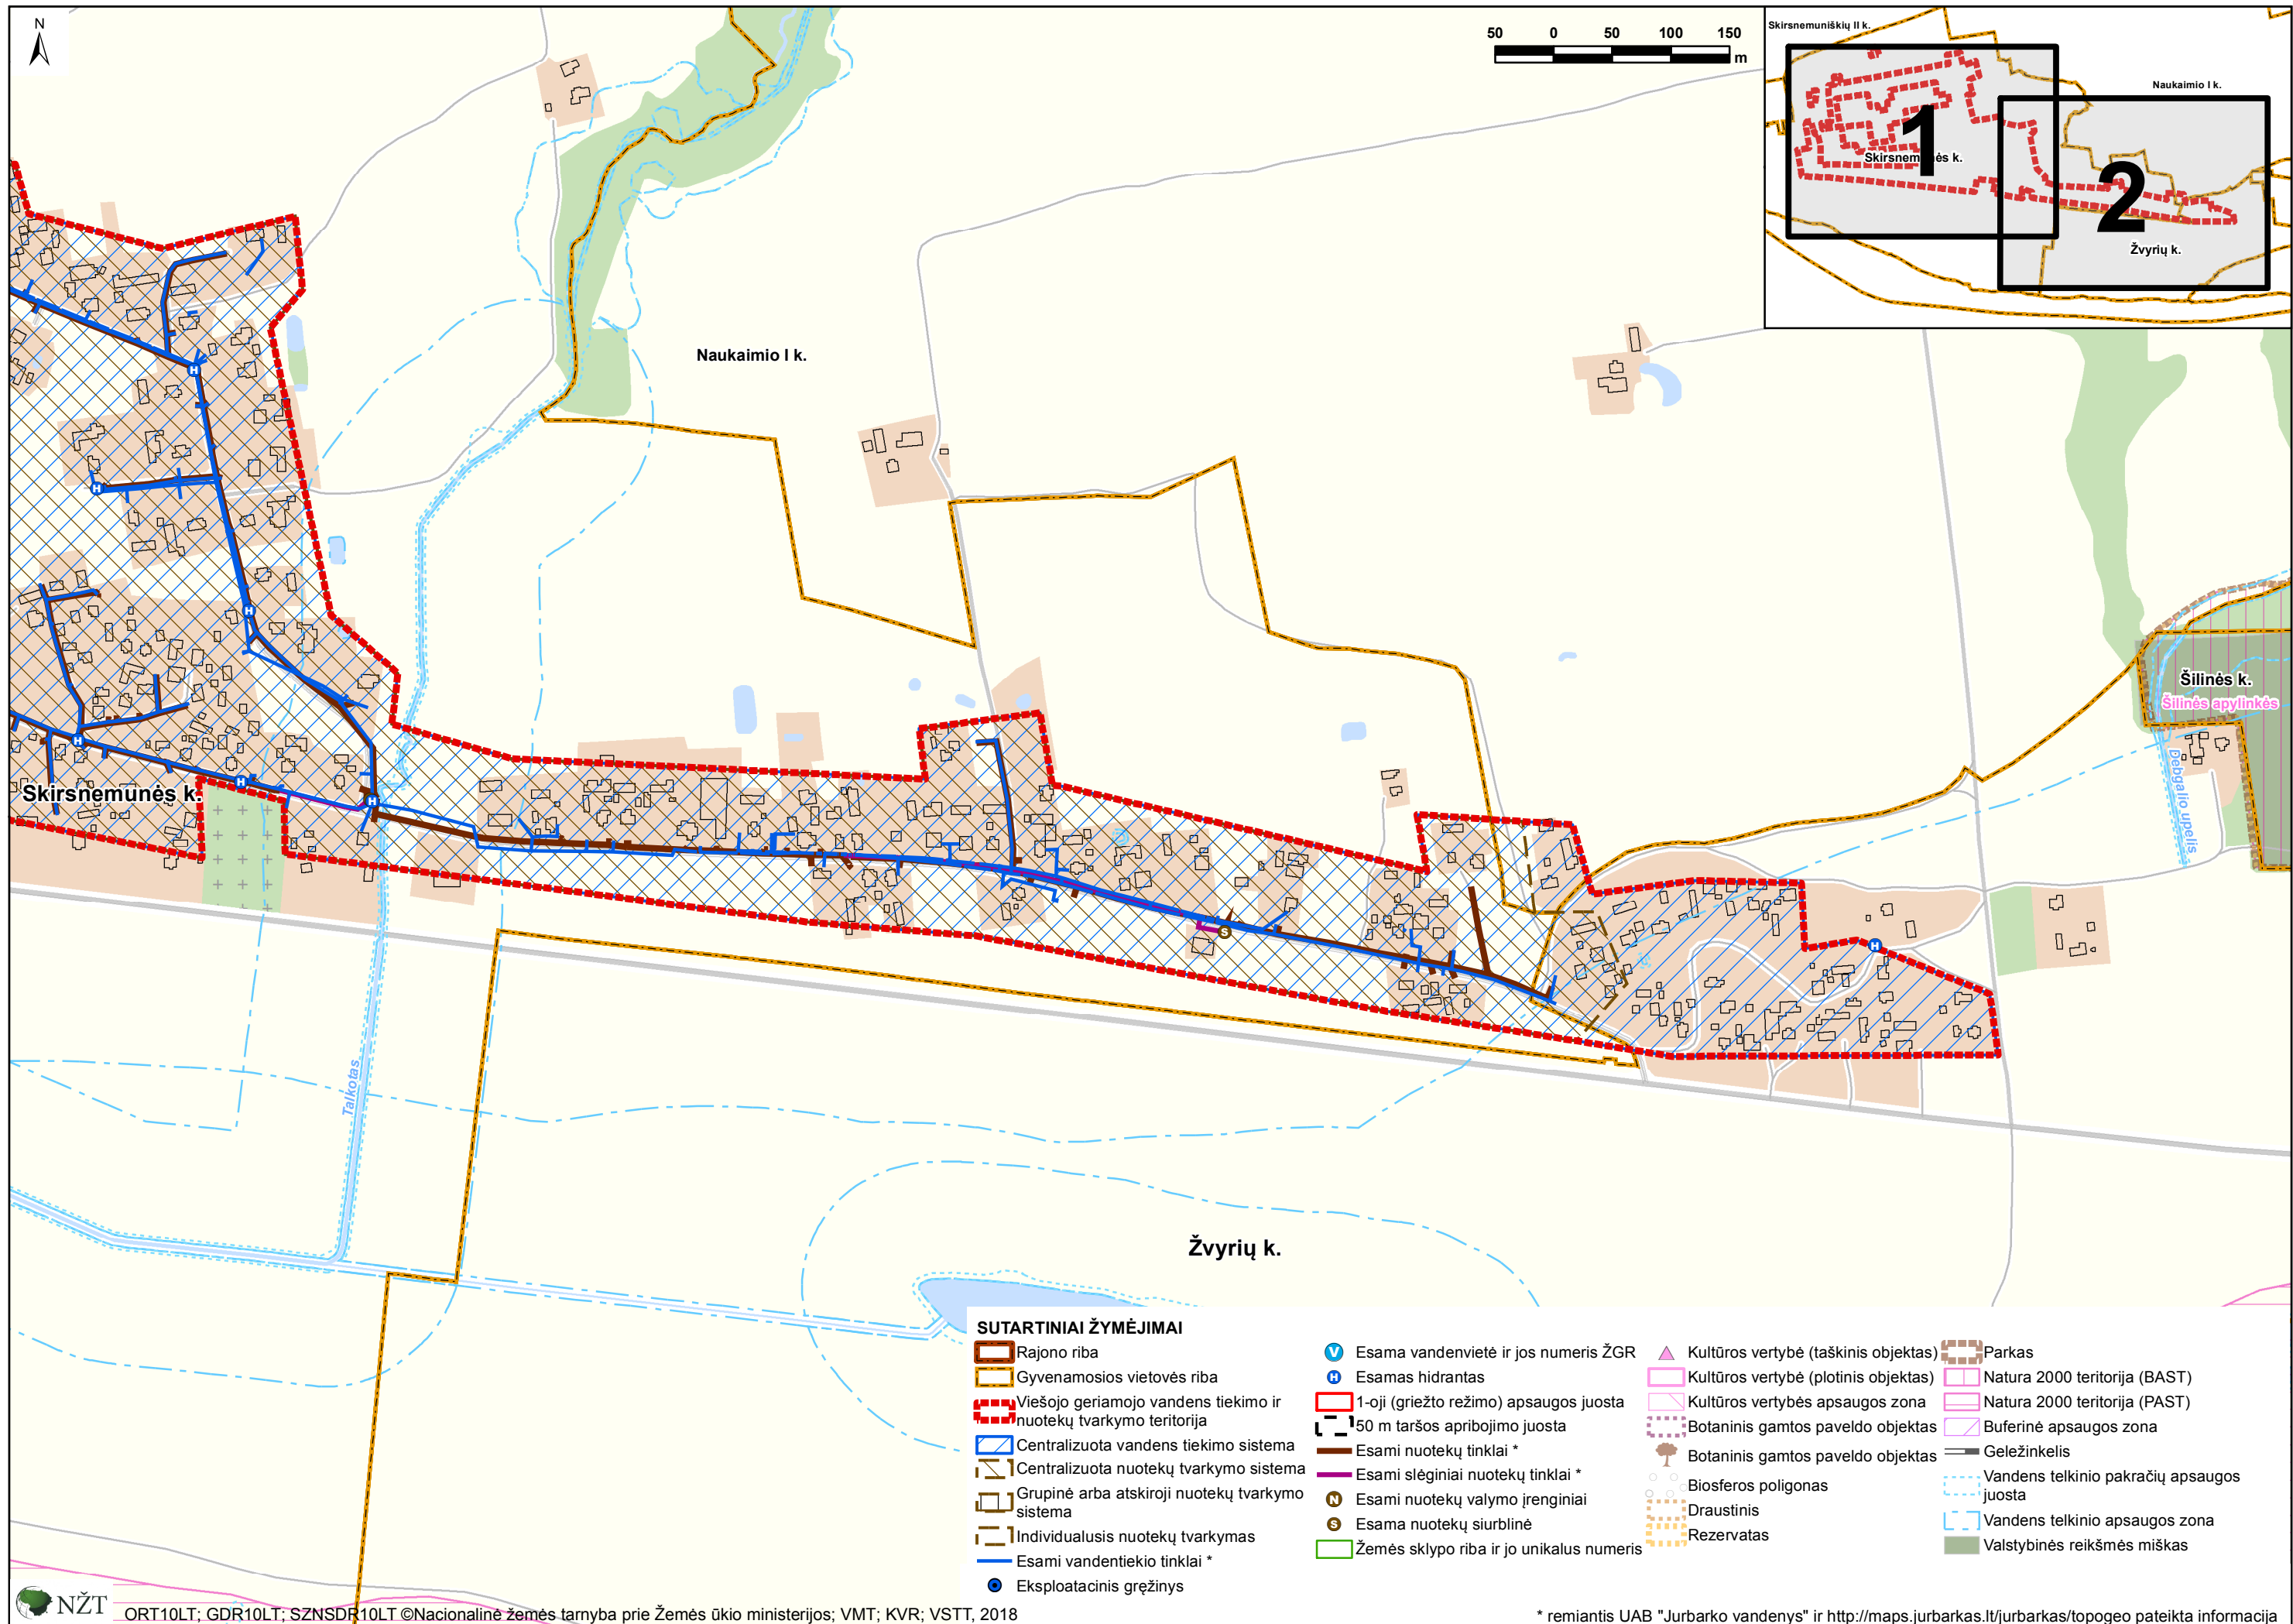 N
50 0 50 100 150
m
Skirsnemuniškių II k.
Naukaimio I k.
1
Skirsnemunės k.
2
Žvyrių k.
Naukaimio I k.
Šilinės k.
Šilinės apylinkės
Debgalio upelis
Skirsnemunės k.
Talkotas
Žvyrių k.
SUTARTINIAI ŽYMĖJIMAI
Rajono riba
Gyvenamosios vietovės riba
Viešojo geriamojo vandens tiekimo ir
nuotekų tvarkymo teritorija
Centralizuota vandens tiekimo sistema
Centralizuota nuotekų tvarkymo sistema
Grupinė arba atskiroji nuotekų tvarkymo
sistema
Individualusis nuotekų tvarkymas
Esami vandentiekio tinklai *
Eksploatacinis gręžinys
V Esama vandenvietė ir jos numeris ŽGR
H Esamas hidrantas
1-oji (griežto režimo) apsaugos juosta
50 m taršos apribojimo juosta
Esami nuotekų tinklai *
Esami slėginiai nuotekų tinklai *
N Esami nuotekų valymo įrenginiai
S Esama nuotekų siurblinė
Žemės sklypo riba ir jo unikalus numeris
Kultūros vertybė (taškinis objektas)
Kultūros vertybė (plotinis objektas)
Kultūros vertybės apsaugos zona
Botaninis gamtos paveldo objektas
Botaninis gamtos paveldo objektas
Biosferos poligonas
Draustinis
Rezervatas
Parkas
Natura 2000 teritorija (BAST)
Natura 2000 teritorija (PAST)
Buferinė apsaugos zona
Geležinkelis
Vandens telkinio pakračių apsaugos
juosta
Vandens telkinio apsaugos zona
Valstybinės reikšmės miškas
NŽT
ORT10LT; GDR10LT; SZNSDR10LT ©Nacionalinė žemės tarnyba prie Žemės ūkio ministerijos; VMT; KVR; VSTT, 2018
* remiantis UAB "Jurbarko vandenys" ir http://maps.jurbarkas.lt/jurbarkas/topogeo pateikta informacija